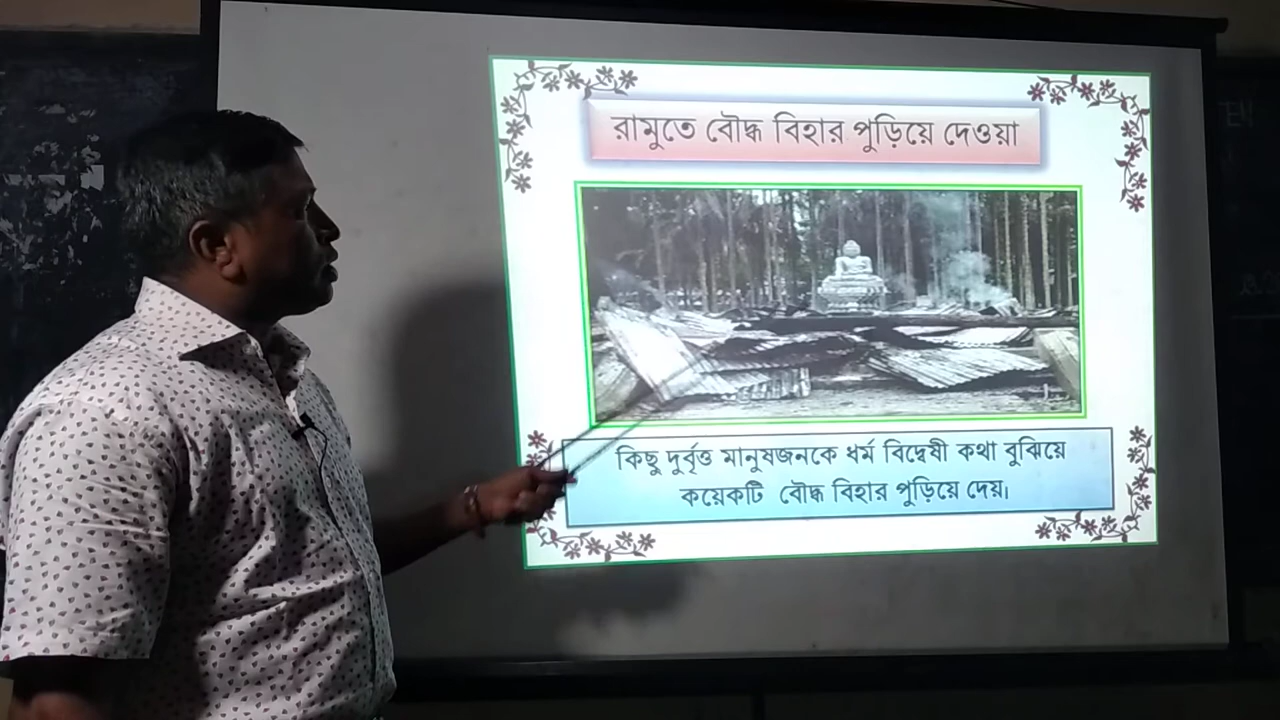 রামুতে বৌদ্ধ বিহার পুড়িয়ে দেওয়া
কিছু দুর্বৃত্ত মানুষজনকে ধর্ম বিদ্বেষী কথা বুঝিয়ে
কয়েকটি বৌদ্ধ বিহার পুড়িয়ে দেয়।